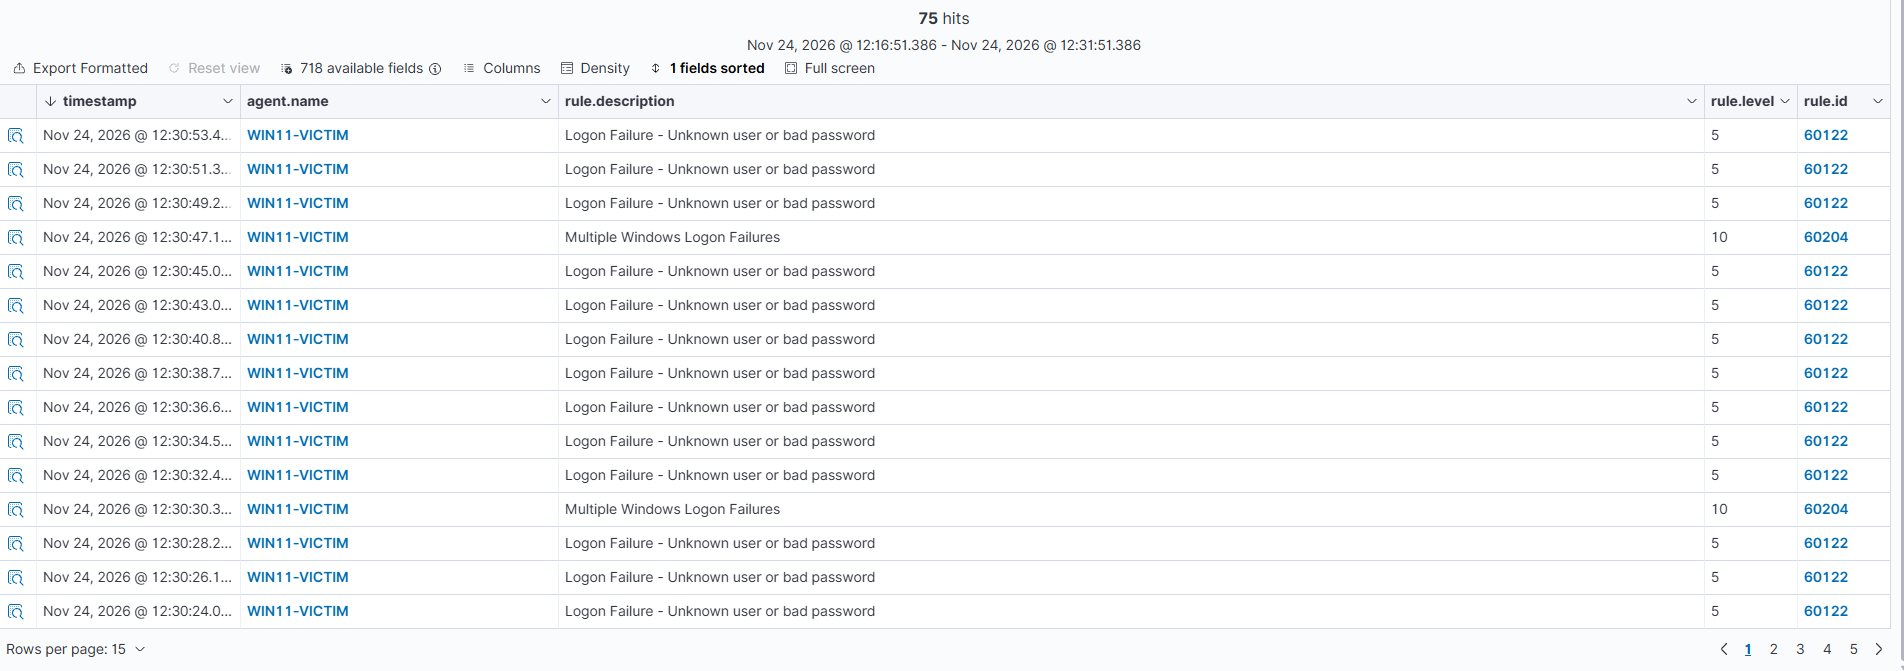 75 hits
Nov 24, 2026 @ 12:16:51.386 - Nov 24, 2026 @ 12:31:51.386
Export Formatted Reset view 718 available fields Columns Density 1 fields sorted Full screen
timestamp agent.name rule.description rule.level rule.id
Nov 24, 2026 @ 12:30:53.4... WIN11-VICTIM Logon Failure - Unknown user or bad password 5 60122
Nov 24, 2026 @ 12:30:51.3... WIN11-VICTIM Logon Failure - Unknown user or bad password 5 60122
Nov 24, 2026 @ 12:30:49.2... WIN11-VICTIM Logon Failure - Unknown user or bad password 5 60122
Nov 24, 2026 @ 12:30:47.1... WIN11-VICTIM Multiple Windows Logon Failures 10 60204
Nov 24, 2026 @ 12:30:45.0... WIN11-VICTIM Logon Failure - Unknown user or bad password 5 60122
Nov 24, 2026 @ 12:30:43.0... WIN11-VICTIM Logon Failure - Unknown user or bad password 5 60122
Nov 24, 2026 @ 12:30:40.8... WIN11-VICTIM Logon Failure - Unknown user or bad password 5 60122
Nov 24, 2026 @ 12:30:38.7... WIN11-VICTIM Logon Failure - Unknown user or bad password 5 60122
Nov 24, 2026 @ 12:30:36.6... WIN11-VICTIM Logon Failure - Unknown user or bad password 5 60122
Nov 24, 2026 @ 12:30:34.5... WIN11-VICTIM Logon Failure - Unknown user or bad password 5 60122
Nov 24, 2026 @ 12:30:32.4... WIN11-VICTIM Logon Failure - Unknown user or bad password 5 60122
Nov 24, 2026 @ 12:30:30.3... WIN11-VICTIM Multiple Windows Logon Failures 10 60204
Nov 24, 2026 @ 12:30:28.2... WIN11-VICTIM Logon Failure - Unknown user or bad password 5 60122
Nov 24, 2026 @ 12:30:26.1... WIN11-VICTIM Logon Failure - Unknown user or bad password 5 60122
Nov 24, 2026 @ 12:30:24.0... WIN11-VICTIM Logon Failure - Unknown user or bad password 5 60122
Rows per page: 15 1 2 3 4 5